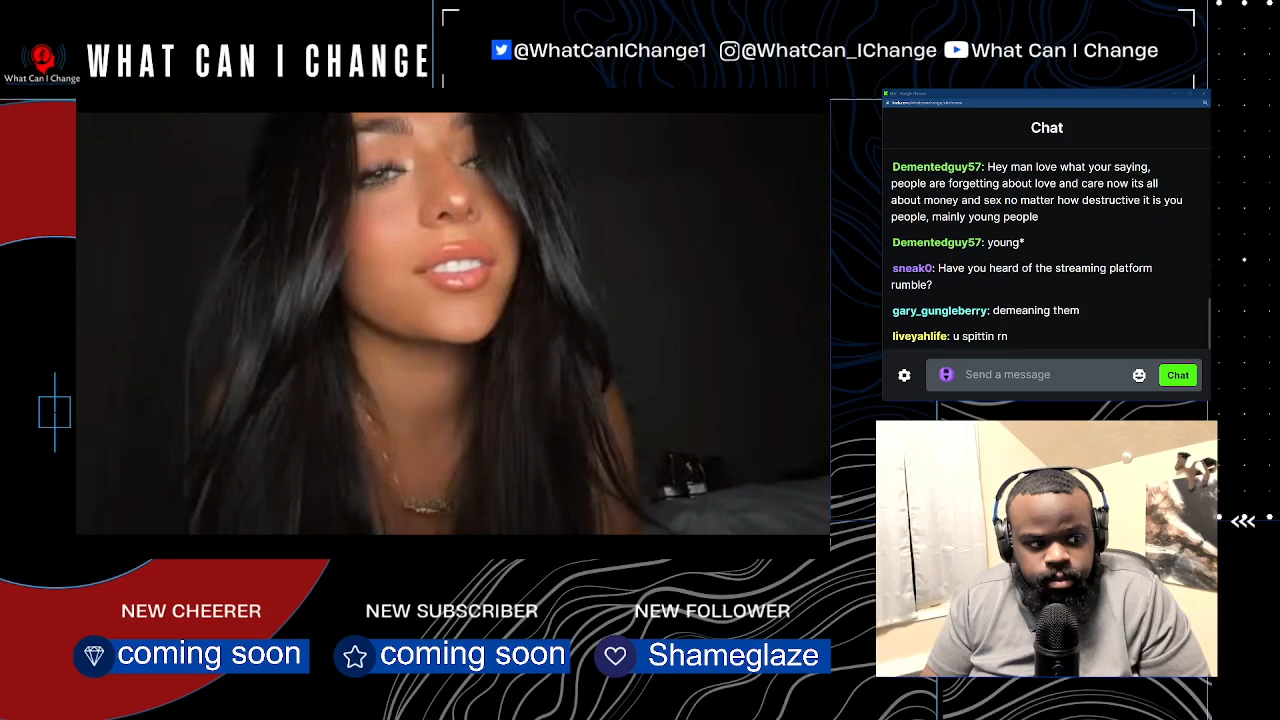 What Can I Change
WHAT CAN I CHANGE
@WhatCanIChange1
@WhatCan_IChange
What Can I Change
Chat
Dementedguy57: Hey man love what your saying,
people are forgetting about love and care now its all
about money and sex no matter how destructive it is you
people, mainly young people
Dementedguy57: young*
sneak0: Have you heard of the streaming platform
rumble?
gary_gungleberry: demeaning them
liveyahlife: u spittin rn
Send a message
Chat
NEW CHEERER
NEW SUBSCRIBER
NEW FOLLOWER
coming soon
coming soon
Shameglaze